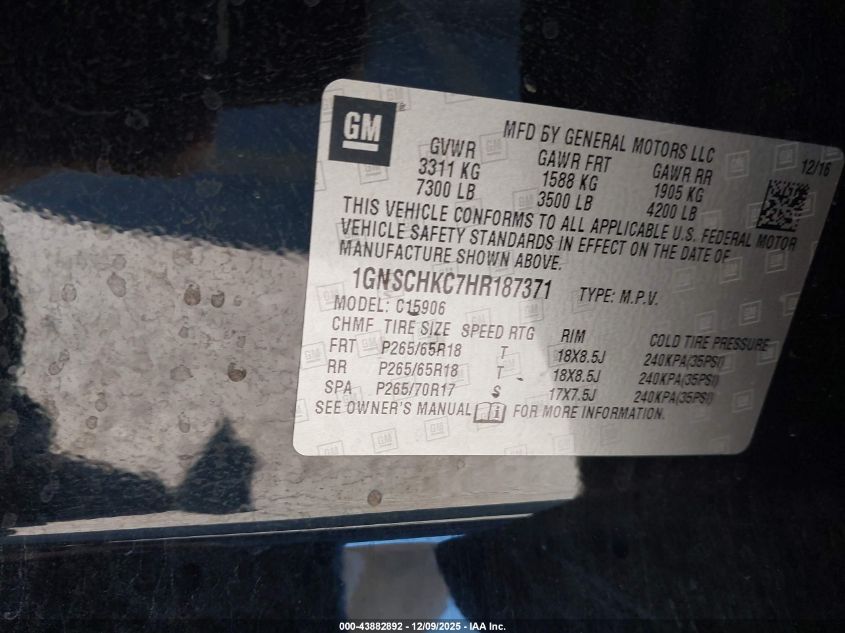 GM
MFD BY GENERAL MOTORS LLC
12/16
GVWR GAWR FRT GAWR RR
3311 KG 1588 KG 1905 KG
7300 LB 3500 LB 4200 LB
THIS VEHICLE CONFORMS TO ALL APPLICABLE U.S. FEDERAL MOTOR
VEHICLE SAFETY STANDARDS IN EFFECT ON THE DATE OF
MANUFACTURE SHOWN ABOVE.
1GNSCHKC7HR187371 TYPE: M.P.V.
MODEL: C15906
CHMF TIRE SIZE SPEED RTG RIM COLD TIRE PRESSURE
FRT P265/65R18 T 18X8.5J 240KPA(35PSI)
RR P265/65R18 T 18X8.5J 240KPA(35PSI)
SPA P265/70R17 S 17X7.5J 240KPA(35PSI)
SEE OWNER'S MANUAL FOR MORE INFORMATION.
000-43882892 - 12/09/2025 - IAA Inc.